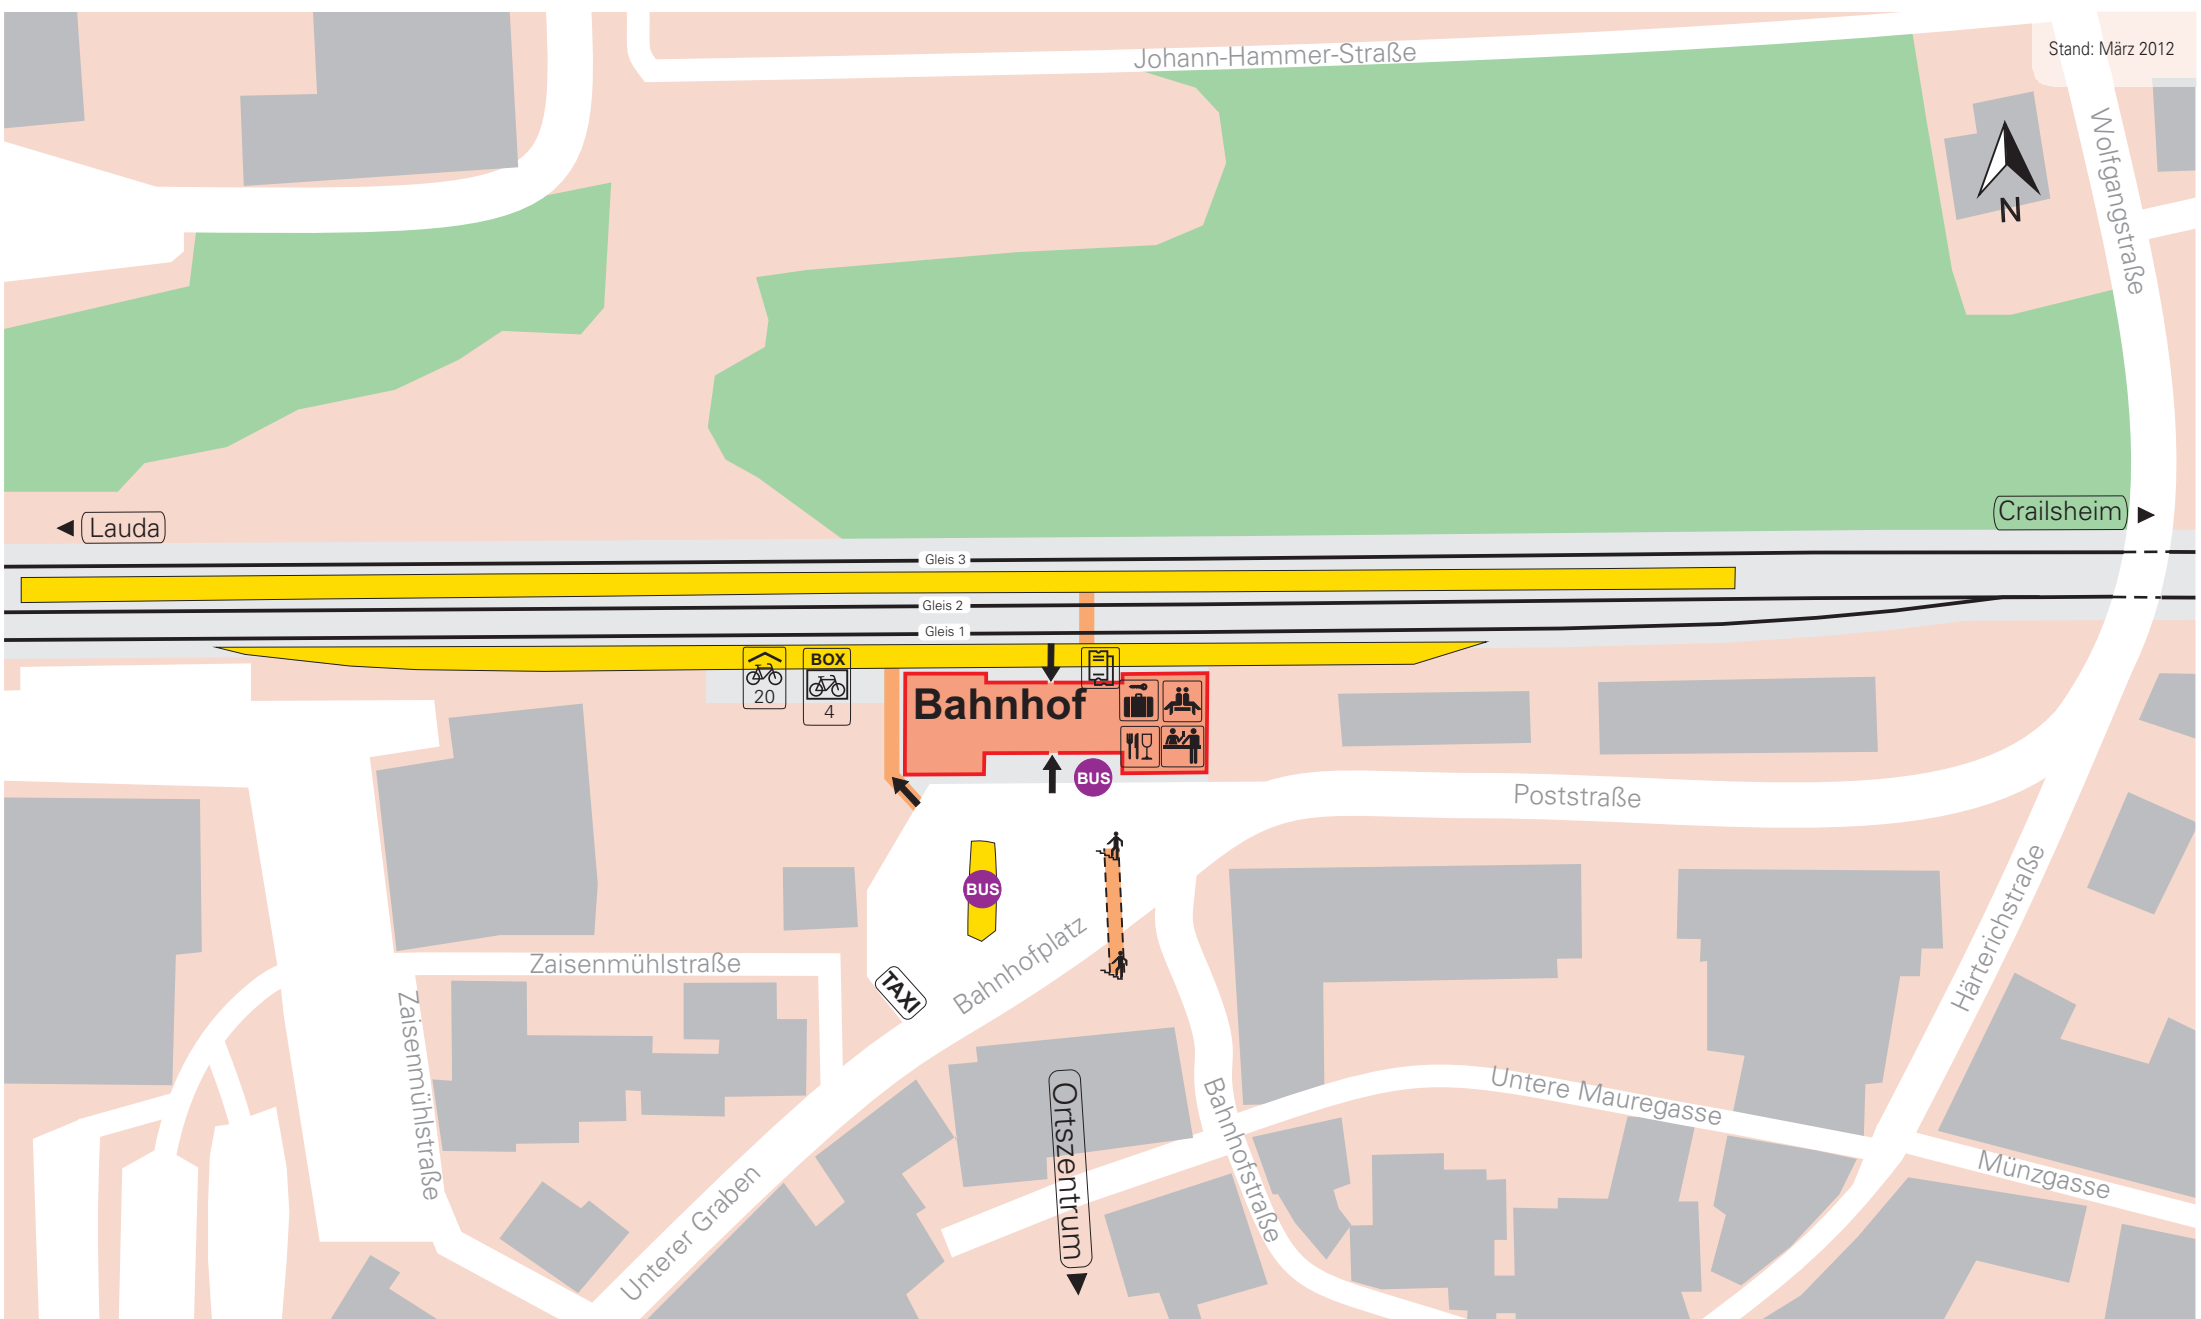 Johann-Hammer-Straße
Stand: März 2012
Wolfgangstraße
N
Lauda
Crailsheim
Gleis 3
Gleis 2
Gleis 1
20
BOX
4
Bahnhof
BUS
Poststraße
BUS
TAXI
Bahnhofplatz
Härterichstraße
Zaisenmühlstraße
Zaisenmühlstraße
Ortszentrum
Bahnhofstraße
Untere Mauregasse
Münzgasse
Unterer Graben